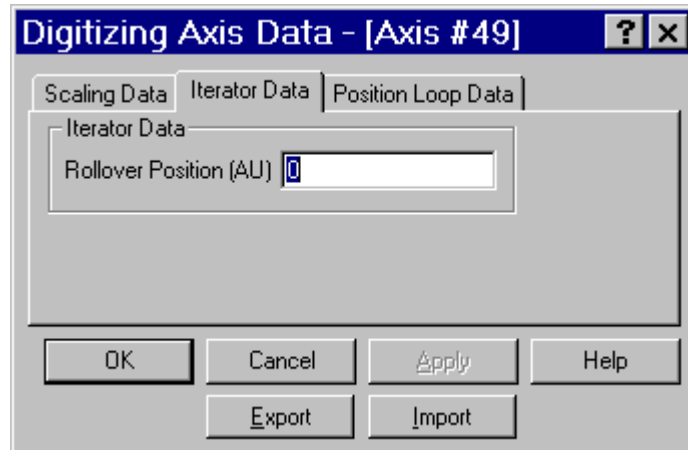 Digitizing Axis Data - [Axis #49] ? ×
Scaling Data Iterator Data Position Loop Data
Iterator Data
Rollover Position (AU) 0
OK Cancel Apply Help
Export Import